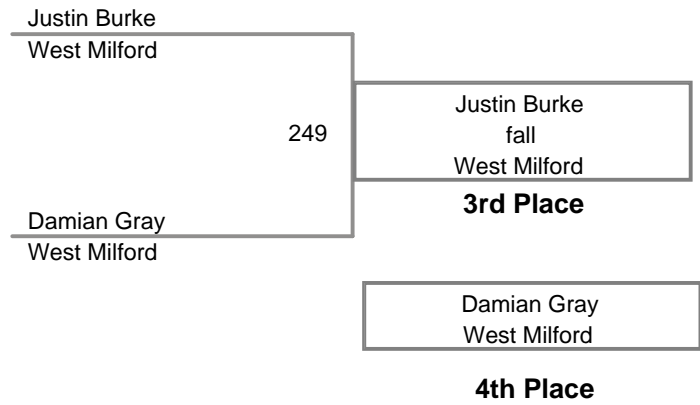 Justin Burke
West Milford
249
Justin Burke
fall
West Milford
3rd Place
Damian Gray
West Milford
Damian Gray
West Milford
4th Place